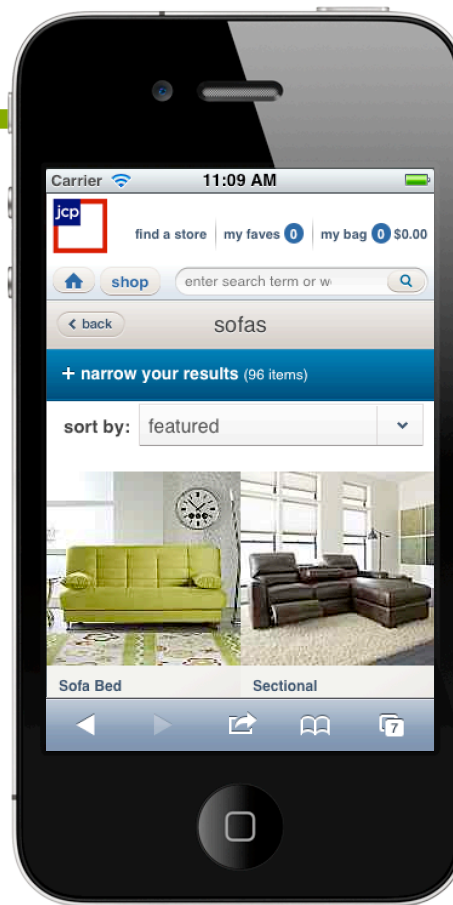 Carrier 11:09 AM
jcp
find a store my faves 0 my bag 0 $0.00
shop enter search term or w
back sofas
+ narrow your results (96 items)
sort by: featured
Sofa Bed Sectional
7